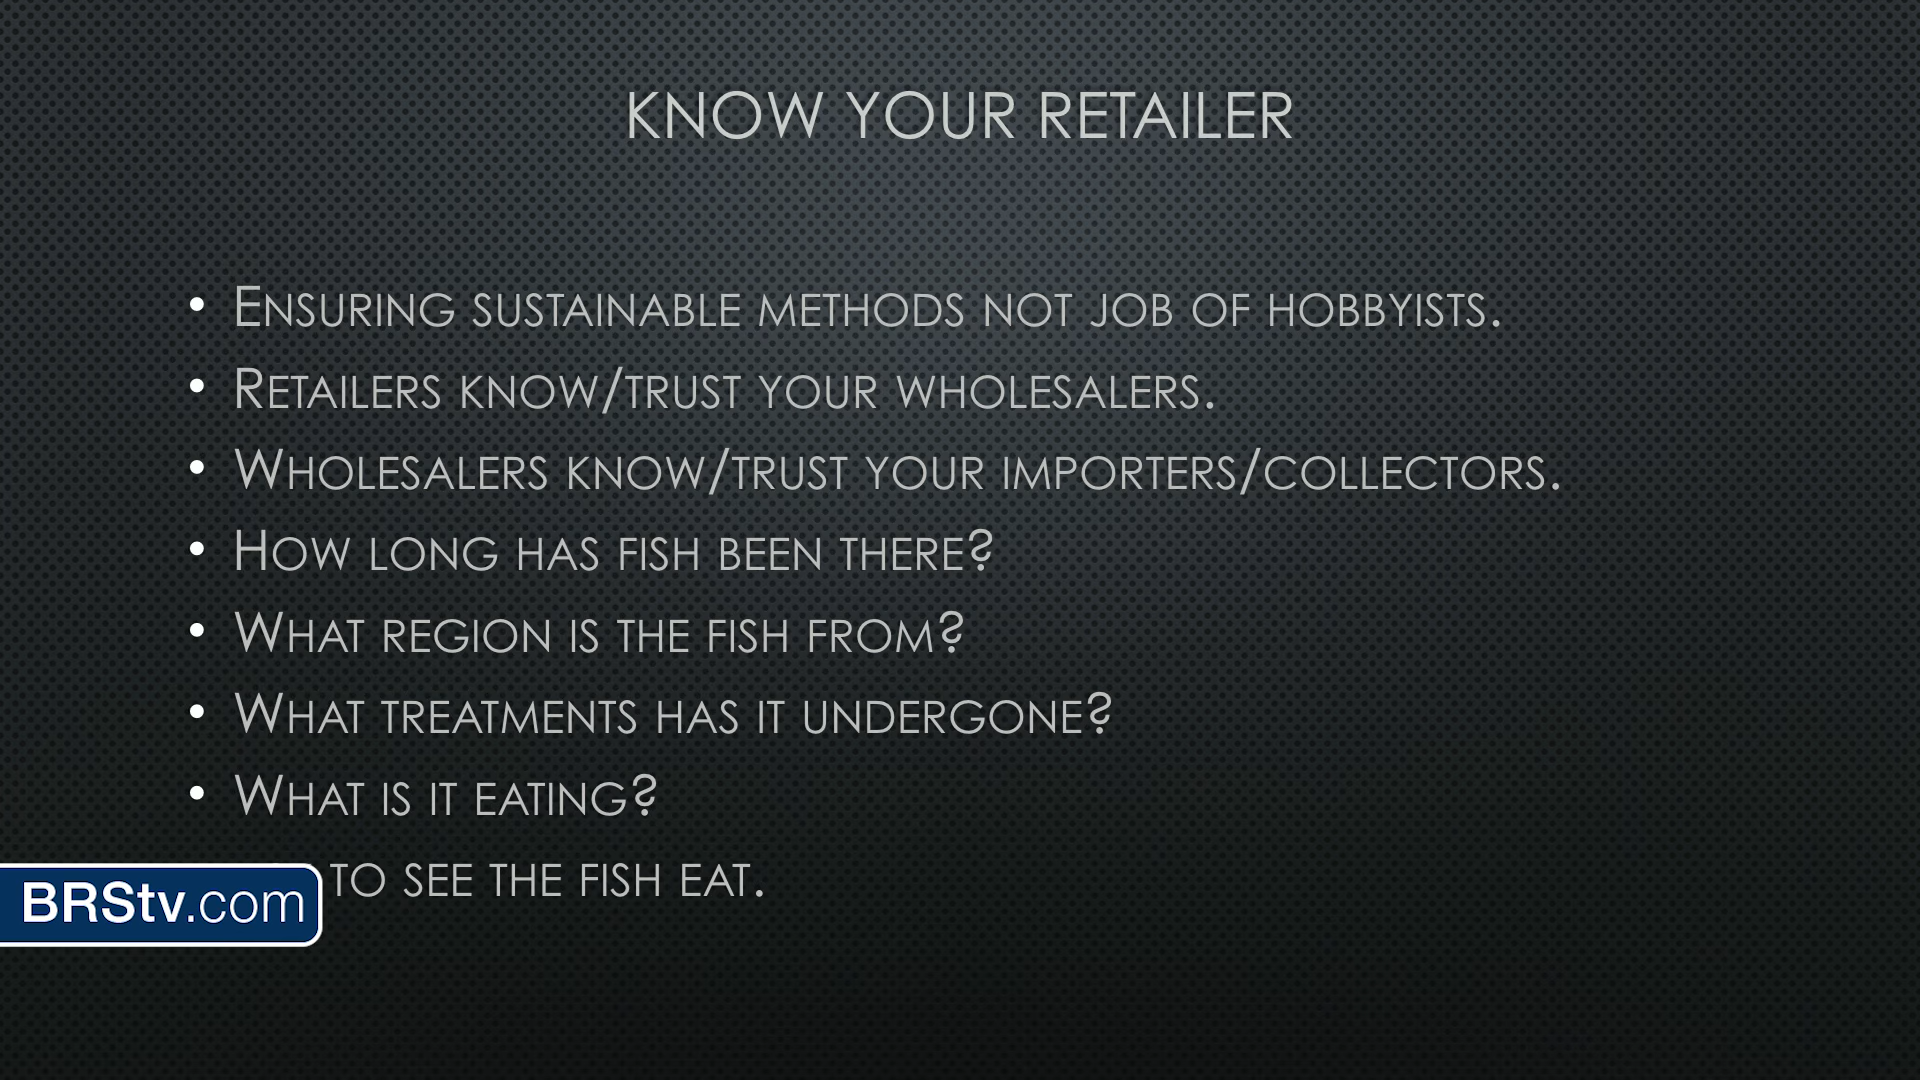 KNOW YOUR RETAILER
• ENSURING SUSTAINABLE METHODS NOT JOB OF HOBBYISTS.
• RETAILERS KNOW/TRUST YOUR WHOLESALERS.
• WHOLESALERS KNOW/TRUST YOUR IMPORTERS/COLLECTORS.
• HOW LONG HAS FISH BEEN THERE?
• WHAT REGION IS THE FISH FROM?
• WHAT TREATMENTS HAS IT UNDERGONE?
• WHAT IS IT EATING?
TO SEE THE FISH EAT.
BRStv.com